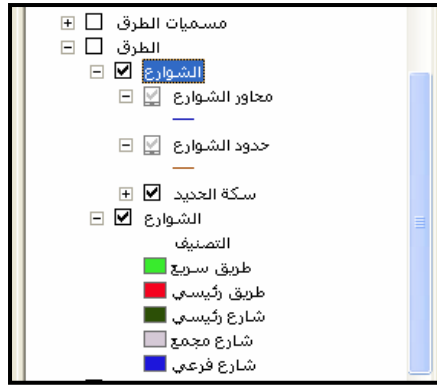 مسميات الطرق
الطرق
الشوارع
محاور الشوارع
حدود الشوارع
سكة الحديد
الشوارع
التصنيف
طريق سريع
طريق رئيسي
شارع رئيسي
شارع مجمع
شارع فرعي